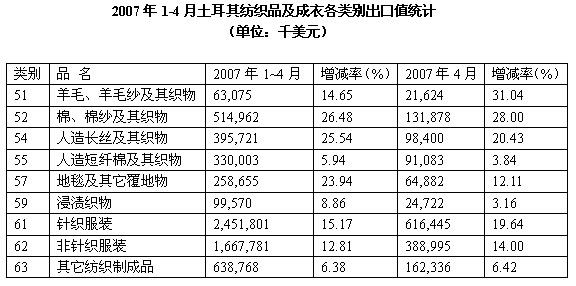 2007 年 1-4 月土耳其纺织品及成衣各类别出口值统计
（单位：千美元）
类别 品 名 2007 年 1-4 月 增减率(%) 2007 年 4 月 增减率(%)
51 羊毛、羊毛纱及其织物 63,075 14.65 21,624 31.04
52 棉、棉纱及其织物 514,962 26.48 131,878 28.00
54 人造长丝及其织物 395,721 25.54 98,400 20.43
55 人造短纤棉及其织物 330,003 5.94 91,083 3.84
57 地毯及其它覆地物 258,655 23.94 64,882 12.11
59 浸渍织物 99,570 8.86 24,722 3.16
61 针织服装 2,451,801 15.17 616,445 19.64
62 非针织服装 1,667,781 12.81 388,995 14.00
63 其它纺织制成品 638,768 6.38 162,336 6.42